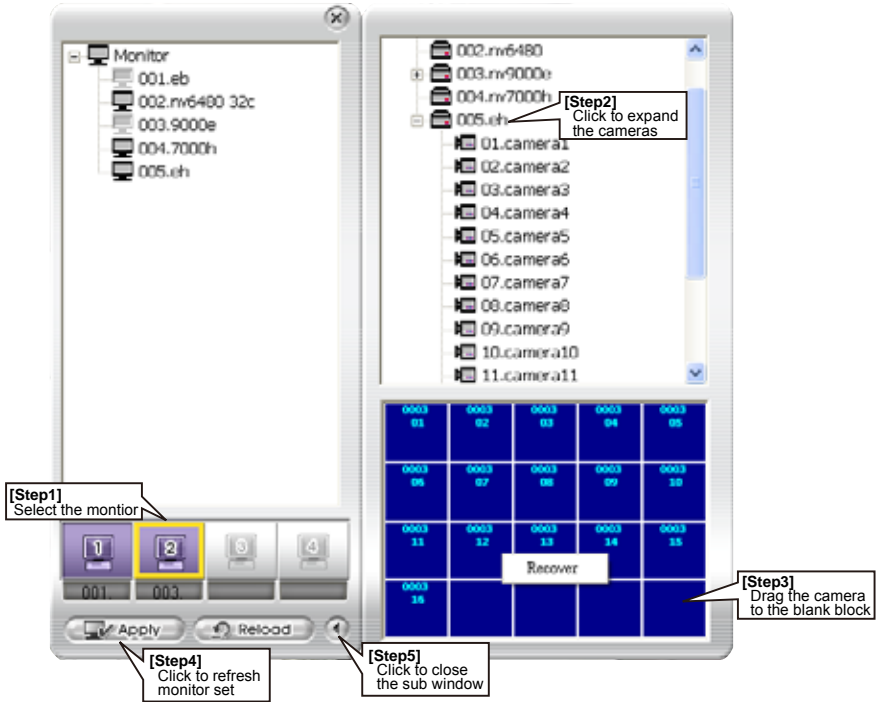 Monitor
001.eb
002.nv6480 32c
003.9000e
004.7000h
005.eh
[Step1]
Select the montior
1
2
3
4
001.
003.
Apply
Reload
[Step4]
Click to refresh
monitor set
[Step5]
Click to close
the sub window
002.nv6480
003.nv9000e
004.nv7000h
[Step2]
Click to expand
the cameras
005.eh
01.camera1
02.camera2
03.camera3
04.camera4
05.camera5
06.camera6
07.camera7
08.camera8
09.camera9
10.camera10
11.camera11
0003 0003 0003 0003 0003
01 02 03 04 05
0003 0003 0003 0003 0003
06 07 08 09 10
0003 0003 0003 0003 0003
11 12 13 14 15
Recover
0003
16
[Step3]
Drag the camera
to the blank block